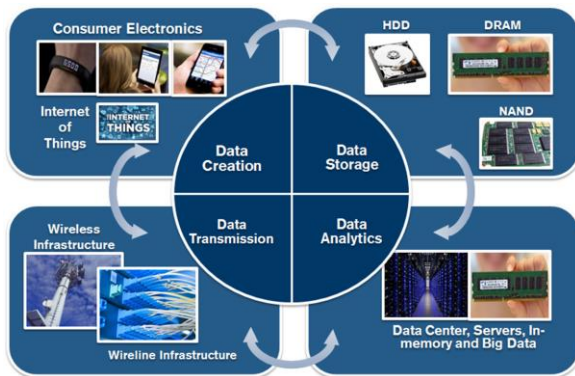 Consumer Electronics
Internet
of
Things
INTERNET
THINGS
HDD
DRAM
NAND
Data
Creation
Data
Storage
Data
Transmission
Data
Analytics
Wireless
Infrastructure
Wireline Infrastructure
Data Center, Servers, In-
memory and Big Data